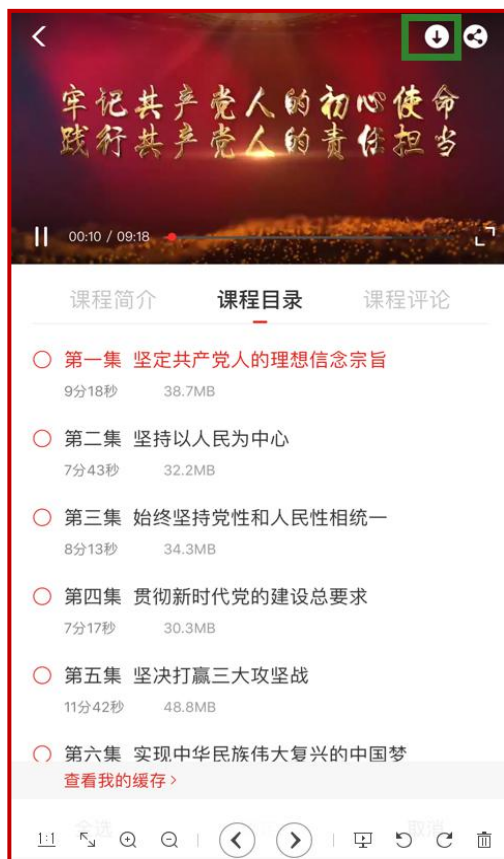 牢记共产党人的初心使命
践行共产党人的责任担当
00:10 / 09:18
课程简介 课程目录 课程评论
第一集 坚定共产党人的理想信念宗旨
9分18秒 38.7MB
第二集 坚持以人民为中心
7分43秒 32.2MB
第三集 始终坚持党性和人民性相统一
8分13秒 34.3MB
第四集 贯彻新时代党的建设总要求
7分17秒 30.3MB
第五集 坚决打赢三大攻坚战
11分42秒 48.8MB
第六集 实现中华民族伟大复兴的中国梦
查看我的缓存>
全选 取消
1:1